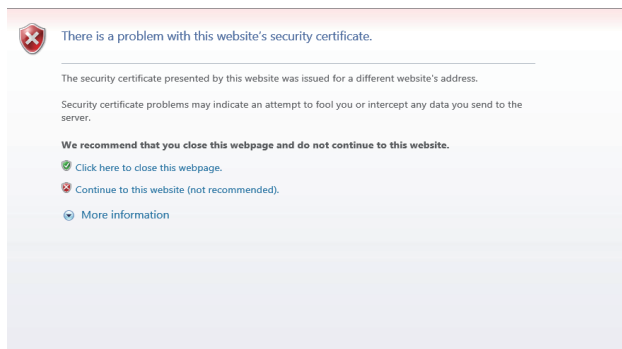 There is a problem with this website's security certificate.
The security certificate presented by this website was issued for a different website's address.
Security certificate problems may indicate an attempt to fool you or intercept any data you send to the
server.
We recommend that you close this webpage and do not continue to this website.
Click here to close this webpage.
Continue to this website (not recommended).
More information